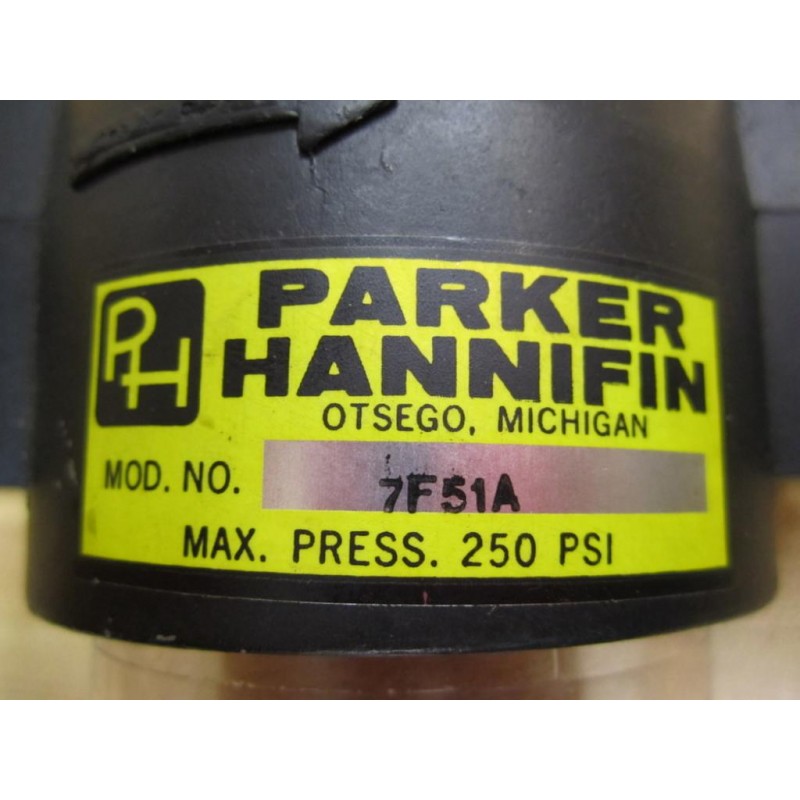 PH
PARKER
HANNIFIN
OTSEGO, MICHIGAN
MOD. NO. 7F51A
MAX. PRESS. 250 PSI